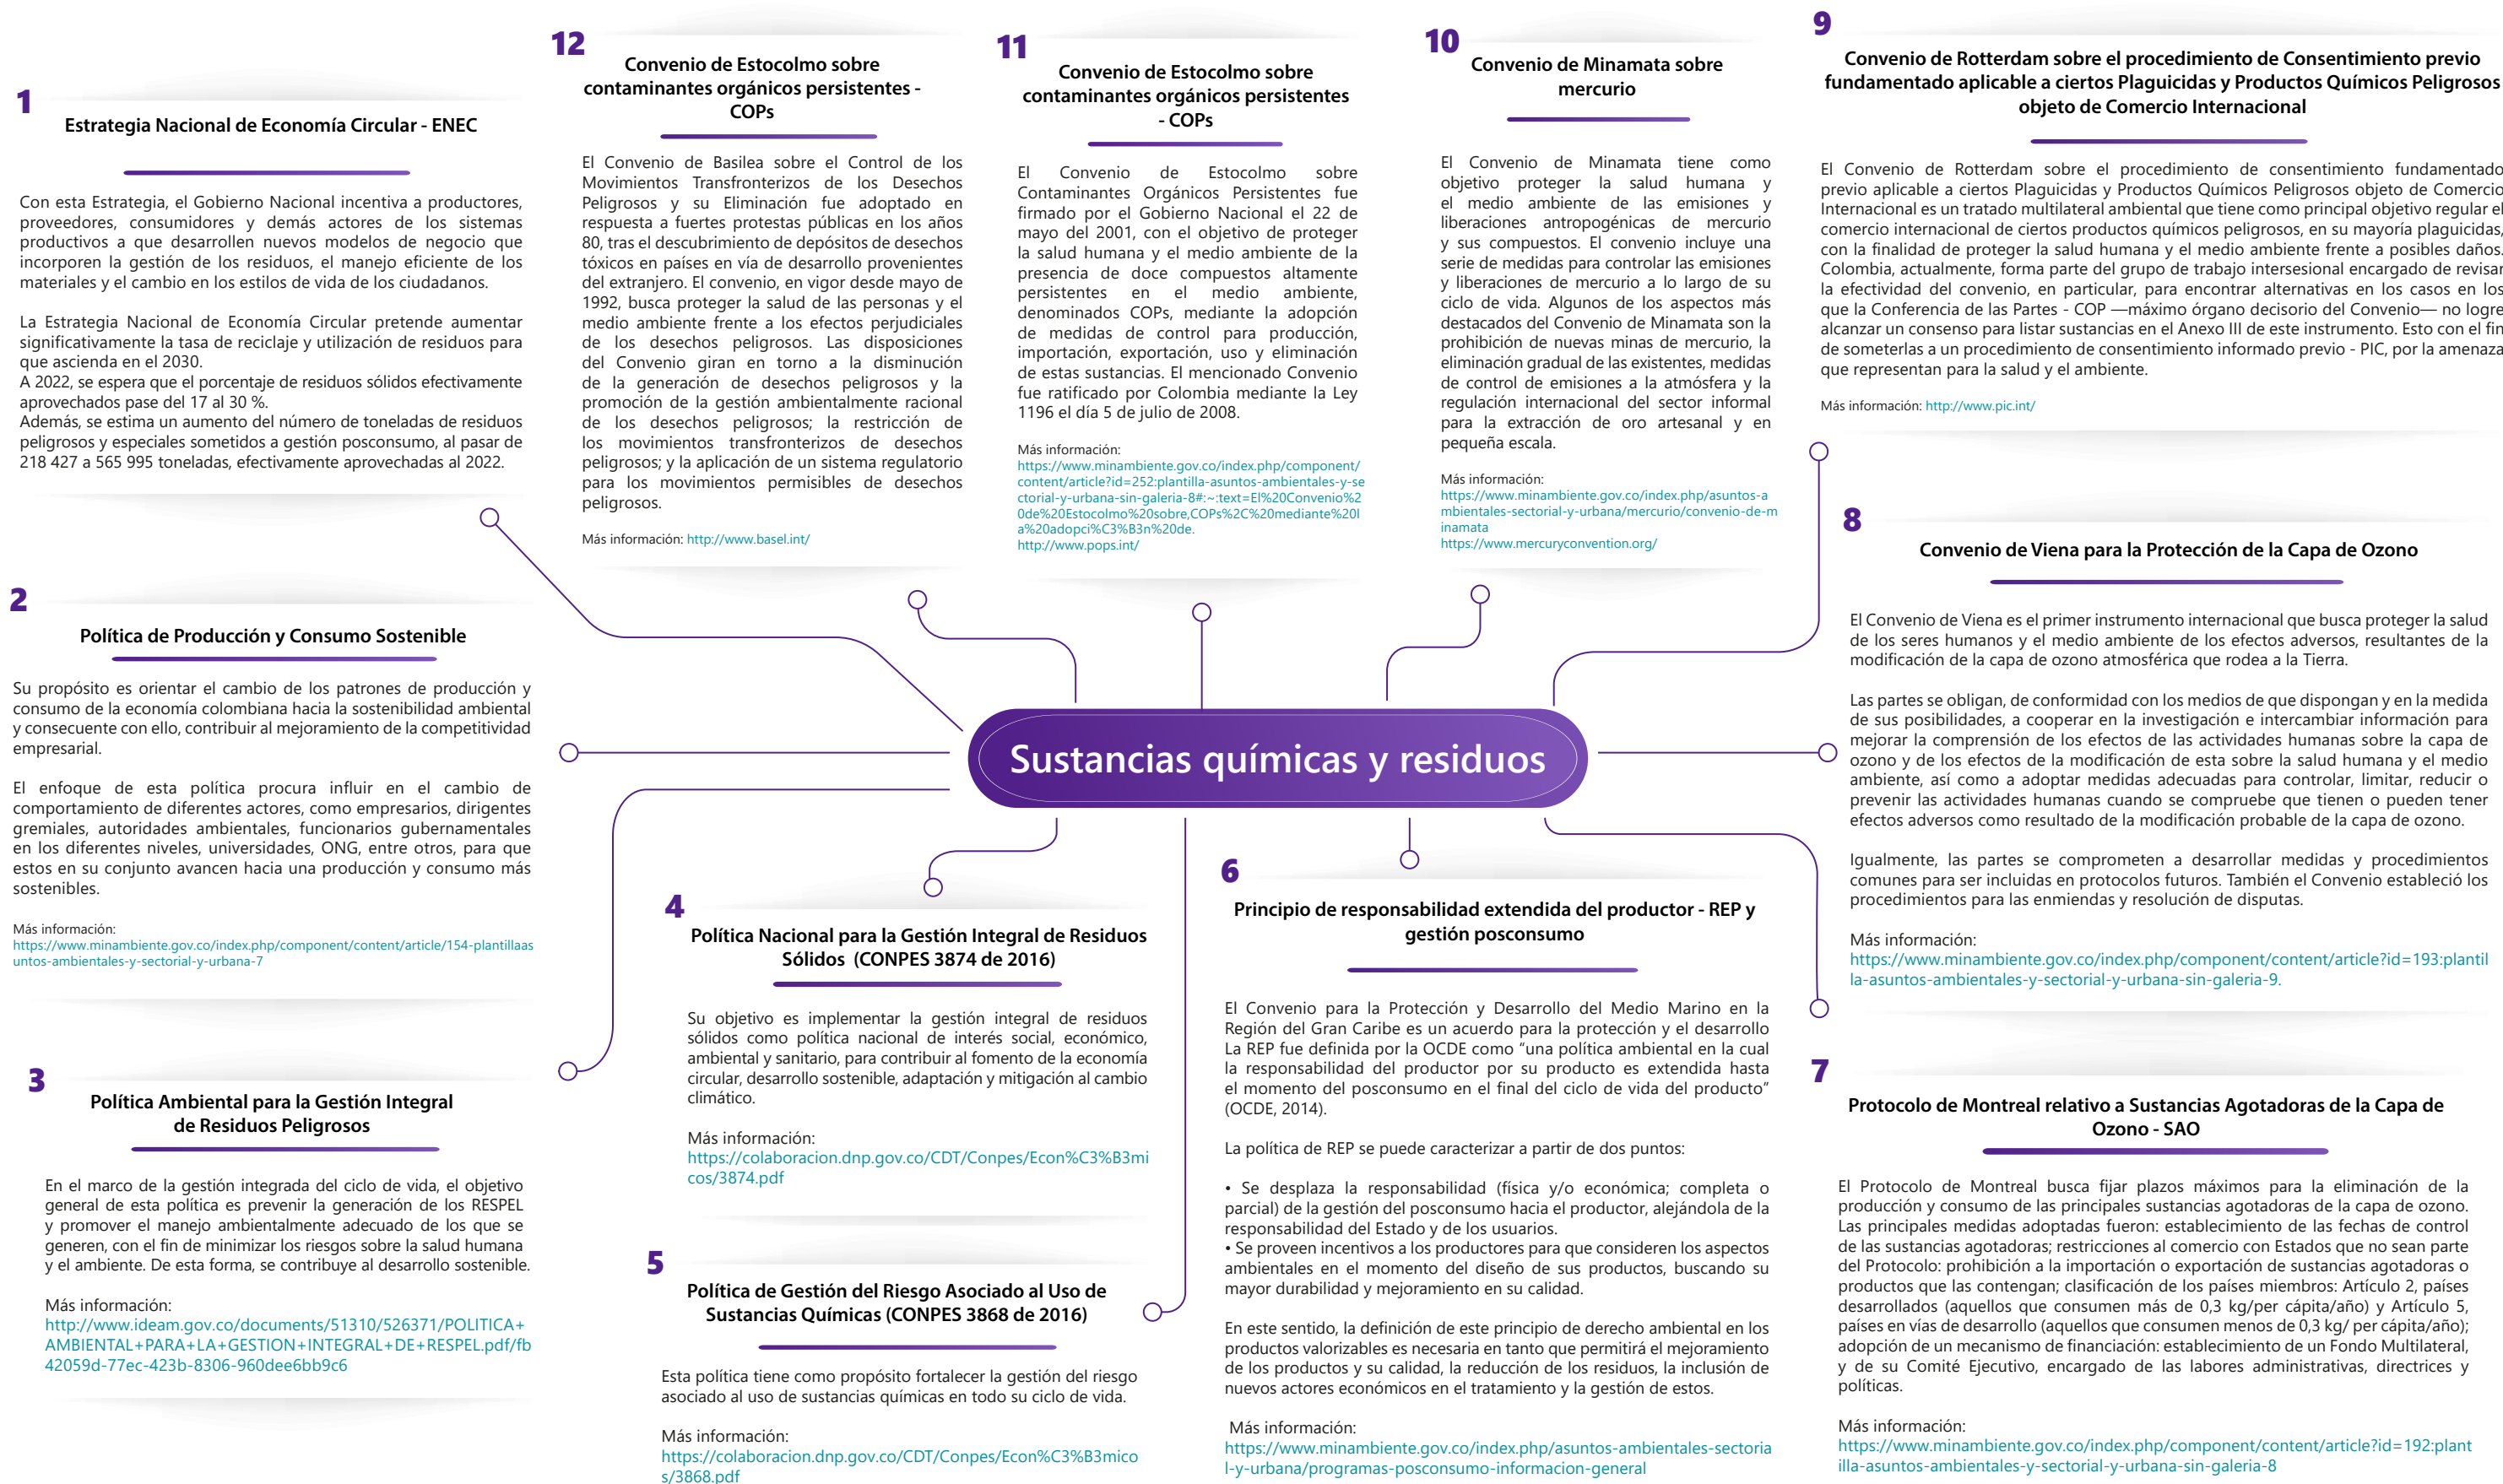 1
Estrategia Nacional de Economía Circular - ENEC
Con esta Estrategia, el Gobierno Nacional incentiva a productores,
proveedores, consumidores y demás actores de los sistemas
productivos a que desarrollen nuevos modelos de negocio que
incorporen la gestión de los residuos, el manejo eficiente de los
materiales y el cambio en los estilos de vida de los ciudadanos.
La Estrategia Nacional de Economía Circular pretende aumentar
significativamente la tasa de reciclaje y utilización de residuos para
que ascienda en el 2030.
A 2022, se espera que el porcentaje de residuos sólidos efectivamente
aprovechados pase del 17 al 30 %.
Además, se estima un aumento del número de toneladas de residuos
peligrosos y especiales sometidos a gestión posconsumo, al pasar de
218 427 a 565 995 toneladas, efectivamente aprovechadas al 2022.
12
Convenio de Estocolmo sobre
contaminantes orgánicos persistentes -
COPs
El Convenio de Basilea sobre el Control de los
Movimientos Transfronterizos de los Desechos
Peligrosos y su Eliminación fue adoptado en
respuesta a fuertes protestas públicas en los años
80, tras el descubrimiento de depósitos de desechos
tóxicos en países en vía de desarrollo provenientes
del extranjero. El convenio, en vigor desde mayo de
1992, busca proteger la salud de las personas y el
medio ambiente frente a los efectos perjudiciales
de los desechos peligrosos. Las disposiciones
del Convenio giran en torno a la disminución
de la generación de desechos peligrosos y la
promoción de la gestión ambientalmente racional
de los desechos peligrosos; la restricción de
los movimientos transfronterizos de desechos
peligrosos; y la aplicación de un sistema regulatorio
para los movimientos permisibles de desechos
peligrosos.
Más información: http://www.basel.int/
11
Convenio de Estocolmo sobre
contaminantes orgánicos persistentes
- COPs
El Convenio de Estocolmo sobre
Contaminantes Orgánicos Persistentes fue
firmado por el Gobierno Nacional el 22 de
mayo del 2001, con el objetivo de proteger
la salud humana y el medio ambiente de la
presencia de doce compuestos altamente
persistentes en el medio ambiente,
denominados COPs, mediante la adopción
de medidas de control para producción,
importación, exportación, uso y eliminación
de estas sustancias. El mencionado Convenio
fue ratificado por Colombia mediante la Ley
1196 el día 5 de julio de 2008.
Más información:
https://www.minambiente.gov.co/index.php/component/
content/article?id=252:plantilla-asuntos-ambientales-y-se
ctorial-y-urbana-sin-galeria-8#:~:text=El%20Convenio%2
0de%20Estocolmo%20sobre,COPs%2C%20mediante%20l
a%20adopci%C3%B3n%20de.
http://www.pops.int/
10
Convenio de Minamata sobre
mercurio
El Convenio de Minamata tiene como
objetivo proteger la salud humana y
el medio ambiente de las emisiones y
liberaciones antropogénicas de mercurio
y sus compuestos. El convenio incluye una
serie de medidas para controlar las emisiones
y liberaciones de mercurio a lo largo de su
ciclo de vida. Algunos de los aspectos más
destacados del Convenio de Minamata son la
prohibición de nuevas minas de mercurio, la
eliminación gradual de las existentes, medidas
de control de emisiones a la atmósfera y la
regulación internacional del sector informal
para la extracción de oro artesanal y en
pequeña escala.
Más información:
https://www.minambiente.gov.co/index.php/asuntos-a
mbientales-sectorial-y-urbana/mercurio/convenio-de-m
inamata
https://www.mercuryconvention.org/
9
Convenio de Rotterdam sobre el procedimiento de Consentimiento previo
fundamentado aplicable a ciertos Plaguicidas y Productos Químicos Peligrosos
objeto de Comercio Internacional
El Convenio de Rotterdam sobre el procedimiento de consentimiento fundamentado
previo aplicable a ciertos Plaguicidas y Productos Químicos Peligrosos objeto de Comercio
Internacional es un tratado multilateral ambiental que tiene como principal objetivo regular el
comercio internacional de ciertos productos químicos peligrosos, en su mayoría plaguicidas,
con la finalidad de proteger la salud humana y el medio ambiente frente a posibles daños.
Colombia, actualmente, forma parte del grupo de trabajo intersesional encargado de revisar
la efectividad del convenio, en particular, para encontrar alternativas en los casos en los
que la Conferencia de las Partes - COP —máximo órgano decisorio del Convenio— no logre
alcanzar un consenso para listar sustancias en el Anexo III de este instrumento. Esto con el fin
de someterlas a un procedimiento de consentimiento informado previo - PIC, por la amenaza
que representan para la salud y el ambiente.
Más información: http://www.pic.int/
8
Convenio de Viena para la Protección de la Capa de Ozono
El Convenio de Viena es el primer instrumento internacional que busca proteger la salud
de los seres humanos y el medio ambiente de los efectos adversos, resultantes de la
modificación de la capa de ozono atmosférica que rodea a la Tierra.
Las partes se obligan, de conformidad con los medios de que dispongan y en la medida
de sus posibilidades, a cooperar en la investigación e intercambiar información para
mejorar la comprensión de los efectos de las actividades humanas sobre la capa de
ozono y de los efectos de la modificación de esta sobre la salud humana y el medio
ambiente, así como a adoptar medidas adecuadas para controlar, limitar, reducir o
prevenir las actividades humanas cuando se compruebe que tienen o pueden tener
efectos adversos como resultado de la modificación probable de la capa de ozono.
Igualmente, las partes se comprometen a desarrollar medidas y procedimientos
comunes para ser incluidas en protocolos futuros. También el Convenio estableció los
procedimientos para las enmiendas y resolución de disputas.
Más información:
https://www.minambiente.gov.co/index.php/component/content/article?id=193:plantil
la-asuntos-ambientales-y-sectorial-y-urbana-sin-galeria-9.
2
Política de Producción y Consumo Sostenible
Su propósito es orientar el cambio de los patrones de producción y
consumo de la economía colombiana hacia la sostenibilidad ambiental
y consecuente con ello, contribuir al mejoramiento de la competitividad
empresarial.
El enfoque de esta política procura influir en el cambio de
comportamiento de diferentes actores, como empresarios, dirigentes
gremiales, autoridades ambientales, funcionarios gubernamentales
en los diferentes niveles, universidades, ONG, entre otros, para que
estos en su conjunto avancen hacia una producción y consumo más
sostenibles.
Más información:
https://www.minambiente.gov.co/index.php/component/content/article/154-plantillaas
untos-ambientales-y-sectorial-y-urbana-7
Sustancias químicas y residuos
3
Política Ambiental para la Gestión Integral
de Residuos Peligrosos
En el marco de la gestión integrada del ciclo de vida, el objetivo
general de esta política es prevenir la generación de los RESPEL
y promover el manejo ambientalmente adecuado de los que se
generen, con el fin de minimizar los riesgos sobre la salud humana
y el ambiente. De esta forma, se contribuye al desarrollo sostenible.
Más información:
http://www.ideam.gov.co/documents/51310/526371/POLITICA+
AMBIENTAL+PARA+LA+GESTION+INTEGRAL+DE+RESPEL.pdf/fb
42059d-77ec-423b-8306-960dee6bb9c6
4
Política Nacional para la Gestión Integral de Residuos
Sólidos (CONPES 3874 de 2016)
Su objetivo es implementar la gestión integral de residuos
sólidos como política nacional de interés social, económico,
ambiental y sanitario, para contribuir al fomento de la economía
circular, desarrollo sostenible, adaptación y mitigación al cambio
climático.
Más información:
https://colaboracion.dnp.gov.co/CDT/Conpes/Econ%C3%B3mi
cos/3874.pdf
5
Política de Gestión del Riesgo Asociado al Uso de
Sustancias Químicas (CONPES 3868 de 2016)
Esta política tiene como propósito fortalecer la gestión del riesgo
asociado al uso de sustancias químicas en todo su ciclo de vida.
Más información:
https://colaboracion.dnp.gov.co/CDT/Conpes/Econ%C3%B3mico
s/3868.pdf
6
Principio de responsabilidad extendida del productor - REP y
gestión posconsumo
El Convenio para la Protección y Desarrollo del Medio Marino en la
Región del Gran Caribe es un acuerdo para la protección y el desarrollo
La REP fue definida por la OCDE como “una política ambiental en la cual
la responsabilidad del productor por su producto es extendida hasta
el momento del posconsumo en el final del ciclo de vida del producto”
(OCDE, 2014).
La política de REP se puede caracterizar a partir de dos puntos:
• Se desplaza la responsabilidad (física y/o económica; completa o
parcial) de la gestión del posconsumo hacia el productor, alejándola de la
responsabilidad del Estado y de los usuarios.
• Se proveen incentivos a los productores para que consideren los aspectos
ambientales en el momento del diseño de sus productos, buscando su
mayor durabilidad y mejoramiento en su calidad.
En este sentido, la definición de este principio de derecho ambiental en los
productos valorizables es necesaria en tanto que permitirá el mejoramiento
de los productos y su calidad, la reducción de los residuos, la inclusión de
nuevos actores económicos en el tratamiento y la gestión de estos.
Más información:
https://www.minambiente.gov.co/index.php/asuntos-ambientales-sectoria
l-y-urbana/programas-posconsumo-informacion-general
7
Protocolo de Montreal relativo a Sustancias Agotadoras de la Capa de
Ozono - SAO
El Protocolo de Montreal busca fijar plazos máximos para la eliminación de la
producción y consumo de las principales sustancias agotadoras de la capa de ozono.
Las principales medidas adoptadas fueron: establecimiento de las fechas de control
de las sustancias agotadoras; restricciones al comercio con Estados que no sean parte
del Protocolo: prohibición a la importación o exportación de sustancias agotadoras o
productos que las contengan; clasificación de los países miembros: Artículo 2, países
desarrollados (aquellos que consumen más de 0,3 kg/per cápita/año) y Artículo 5,
países en vías de desarrollo (aquellos que consumen menos de 0,3 kg/ per cápita/año);
adopción de un mecanismo de financiación: establecimiento de un Fondo Multilateral,
y de su Comité Ejecutivo, encargado de las labores administrativas, directrices y
políticas.
Más información:
https://www.minambiente.gov.co/index.php/component/content/article?id=192:plant
illa-asuntos-ambientales-y-sectorial-y-urbana-sin-galeria-8